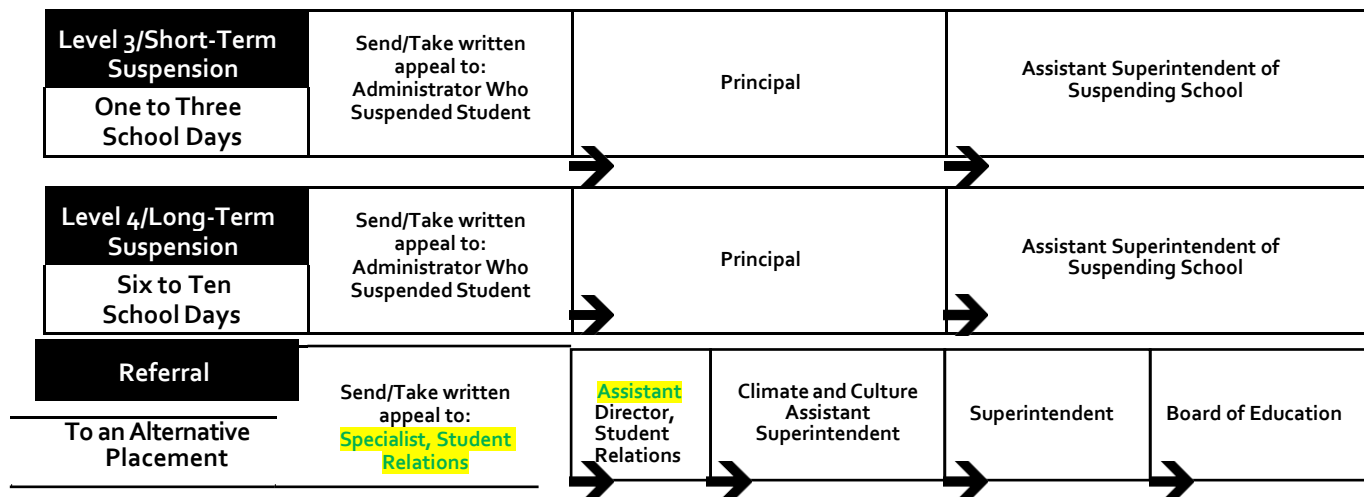 Level 3/Short-Term
Suspension
One to Three
School Days
Send/Take written
appeal to:
Administrator Who
Suspended Student
Principal
Assistant Superintendent of
Suspending School
Level 4/Long-Term
Suspension
Six to Ten
School Days
Send/Take written
appeal to:
Administrator Who
Suspended Student
Principal
Assistant Superintendent of
Suspending School
Referral
To an Alternative
Placement
Send/Take written
appeal to:
Specialist, Student
Relations
Assistant
Director,
Student
Relations
Climate and Culture
Assistant
Superintendent
Superintendent
Board of Education